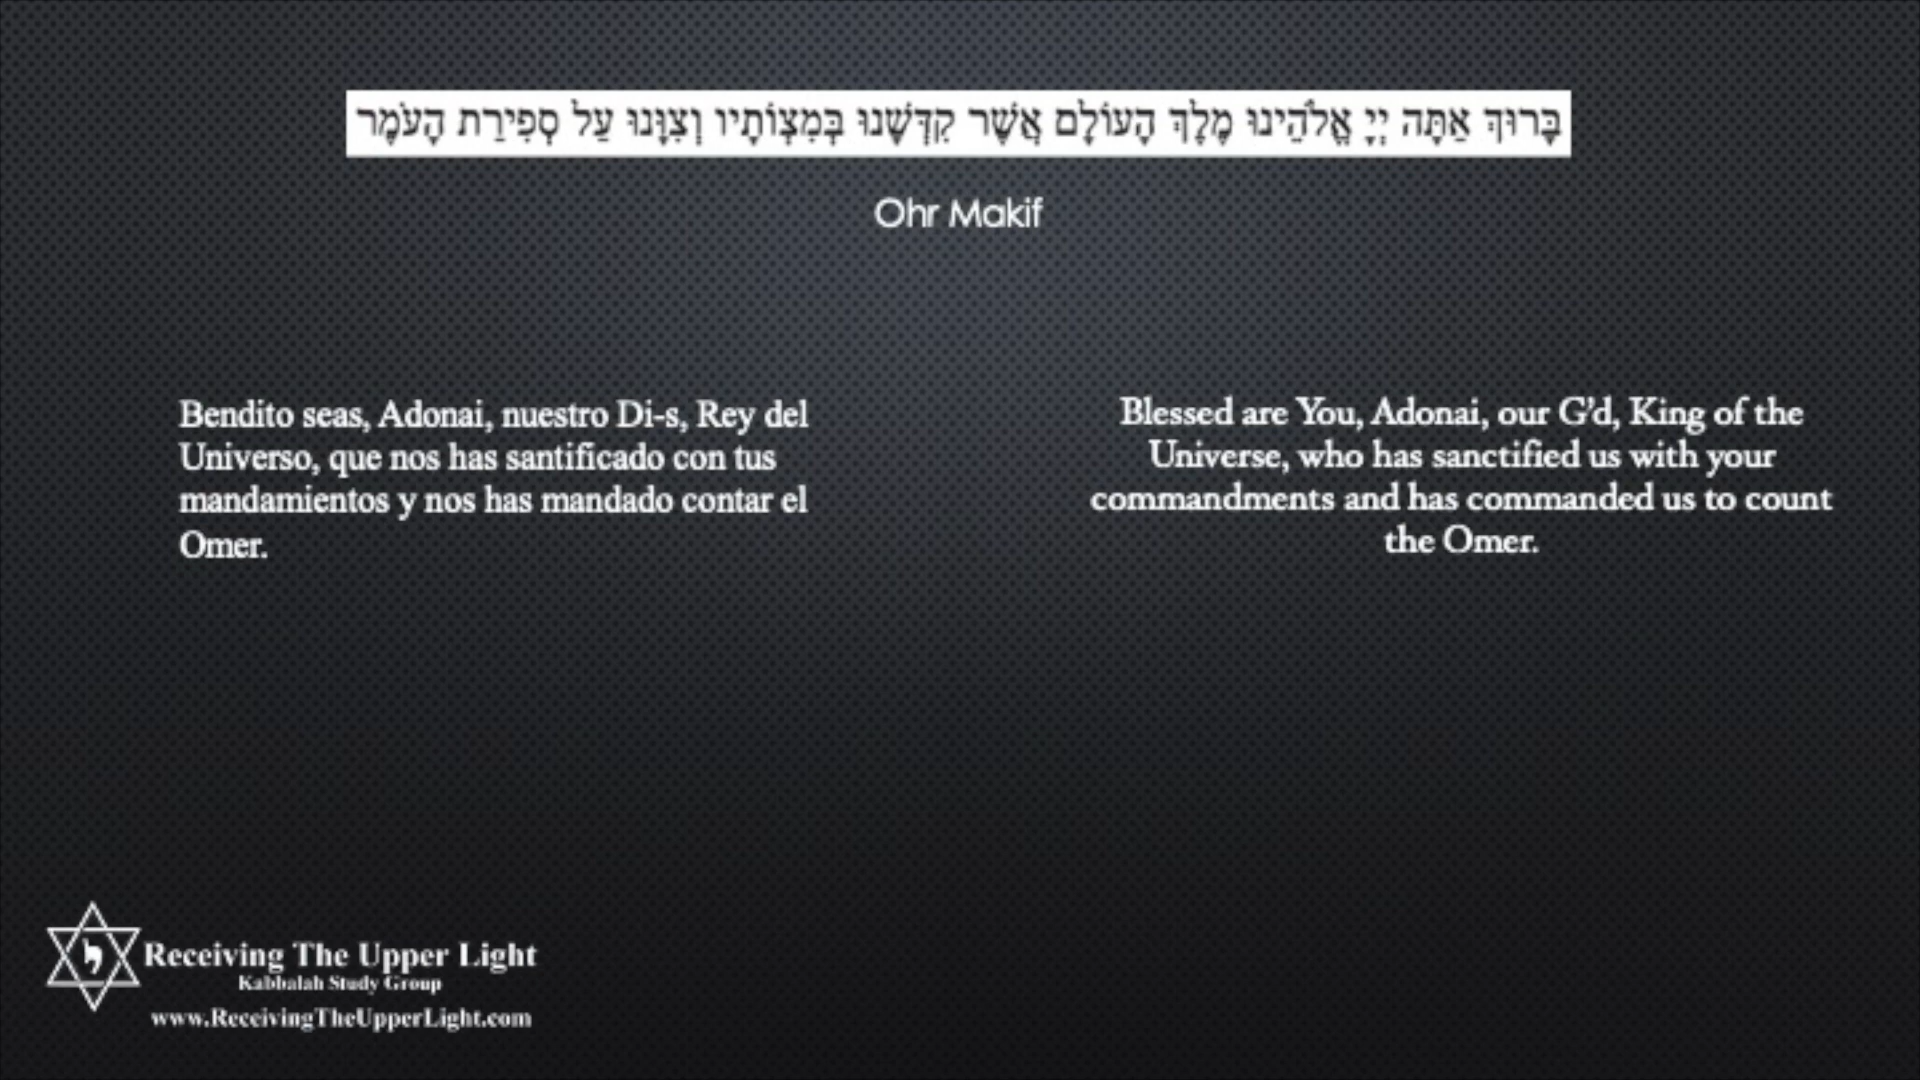 בָּרוּךְ אַתָּה יְיָ אֱלֹהֵינוּ מֶלֶךְ הָעוֹלָם אֲשֶׁר קִדְּשָׁנוּ בְּמִצְוֹתָיו וְצִוָּנוּ עַל סְפִירַת הָעֹמֶר
Ohr Makif
Bendito seas, Adonai, nuestro Di-s, Rey del
Universo, que nos has santificado con tus
mandamientos y nos has mandado contar el
Omer.
Blessed are You, Adonai, our G’d, King of the
Universe, who has sanctified us with your
commandments and has commanded us to count
the Omer.
Receiving The Upper Light
Kabbalah Study Group
www.ReceivingTheUpperLight.com